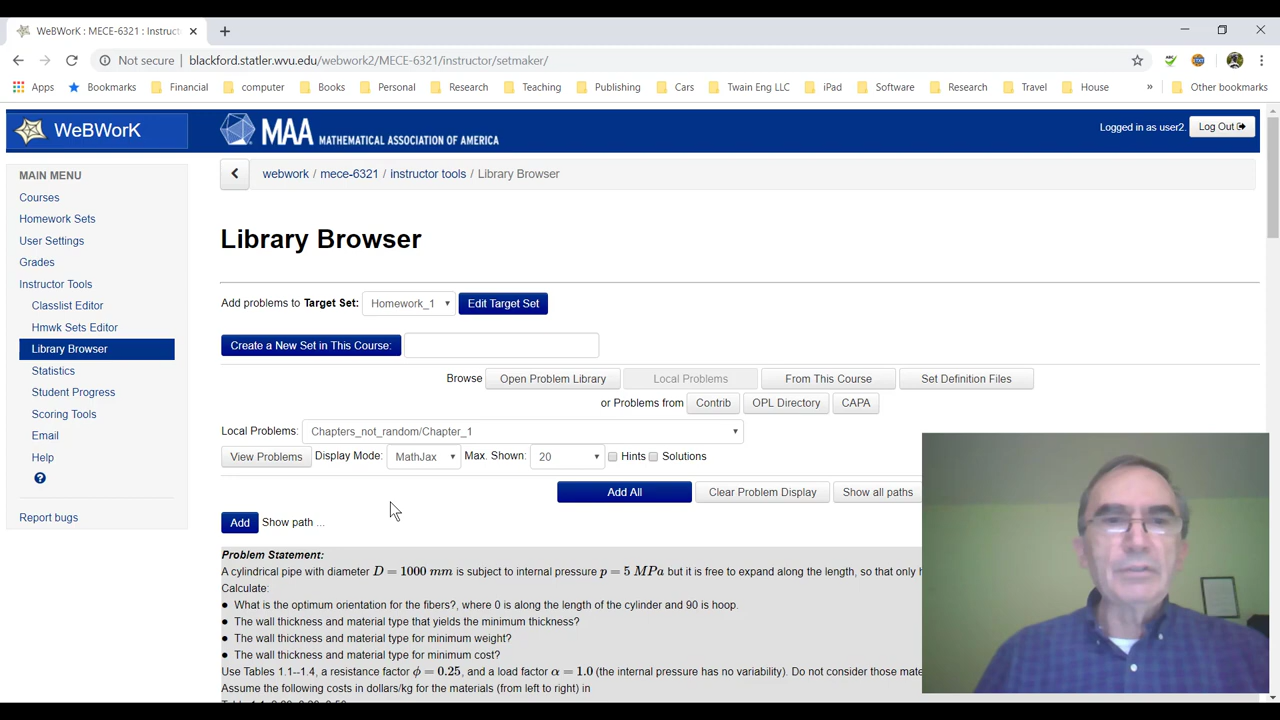 WeBWorK : MECE-6321 : Instruct
Not secure
blackford.statler.wvu.edu/webwork2/MECE-6321/instructor/setmaker/
Apps Bookmarks Financial computer Books Personal Research Teaching Publishing Cars Twain Eng LLC iPad Software Research Travel House » Other bookmarks
WeBWorK
MAA MATHEMATICAL ASSOCIATION OF AMERICA
Logged in as user2. Log Out
MAIN MENU
Courses
Homework Sets
User Settings
Grades
Instructor Tools
Classlist Editor
Hmwk Sets Editor
Library Browser
Statistics
Student Progress
Scoring Tools
Email
Help
Report bugs
webwork / mece-6321 / instructor tools / Library Browser
Library Browser
Add problems to Target Set: Homework_1 Edit Target Set
Create a New Set in This Course:
Browse Open Problem Library Local Problems From This Course Set Definition Files
or Problems from Contrib OPL Directory CAPA
Local Problems: Chapters_not_random/Chapter_1
View Problems Display Mode: MathJax Max. Shown: 20 Hints Solutions
Add All Clear Problem Display Show all paths
Add Show path ...
Problem Statement:
A cylindrical pipe with diameter D = 1000 mm is subject to internal pressure p = 5 MPa but it is free to expand along the length, so that only
Calculate:
● What is the optimum orientation for the fibers?, where 0 is along the length of the cylinder and 90 is hoop.
● The wall thickness and material type that yields the minimum thickness?
● The wall thickness and material type for minimum weight?
● The wall thickness and material type for minimum cost?
Use Tables 1.1--1.4, a resistance factor ϕ = 0.25, and a load factor α = 1.0 (the internal pressure has no variability). Do not consider those mate
Assume the following costs in dollars/kg for the materials (from left to right) in